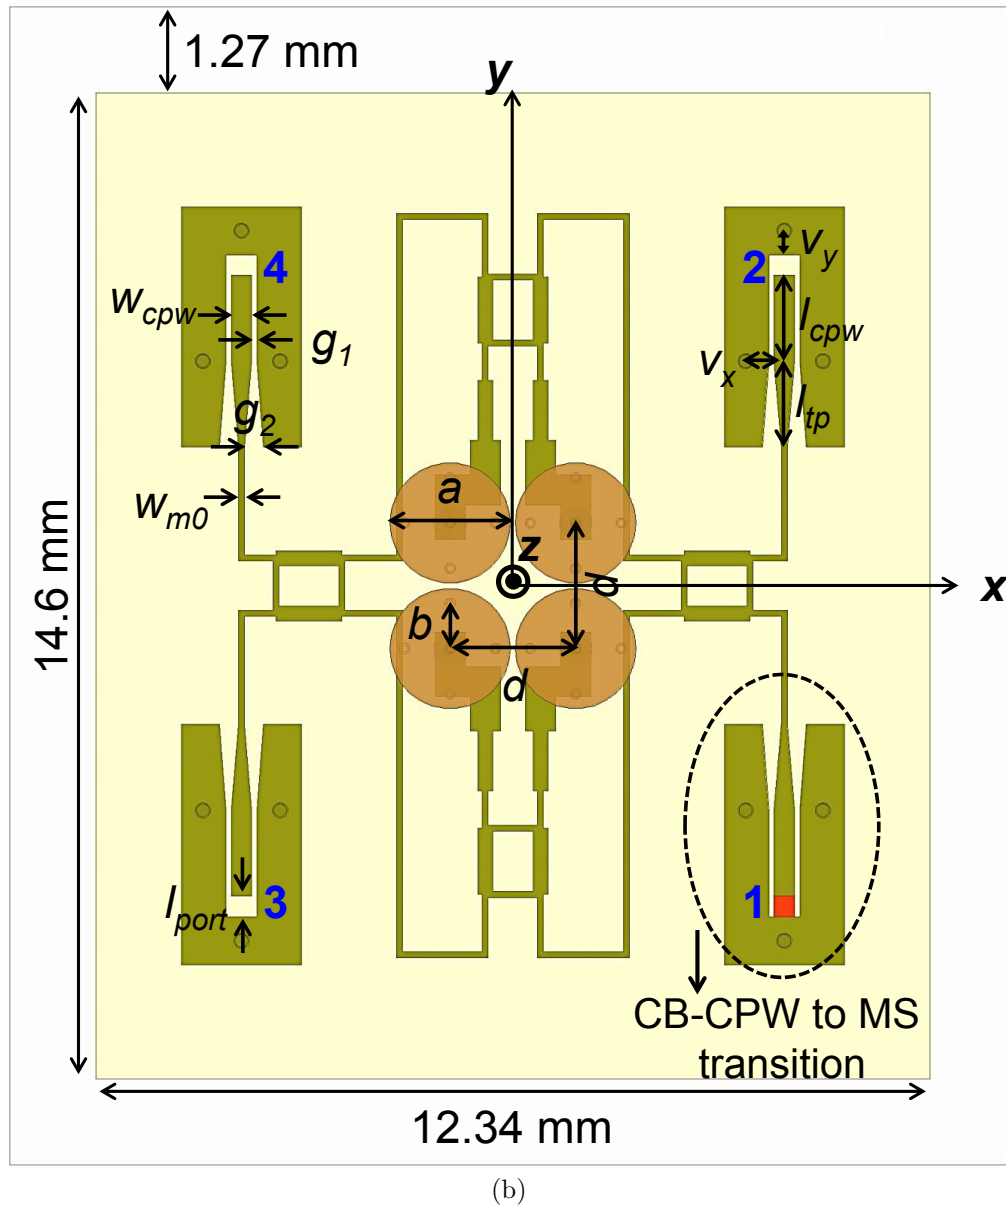 1.27 mm
y
4
2
v_y
w_cpw
g_1
l_cpw
v_x
g_2
l_tp
w_m0
a
z
d
x
b
d
14.6 mm
3
1
l_port
CB-CPW to MS
transition
12.34 mm
(b)